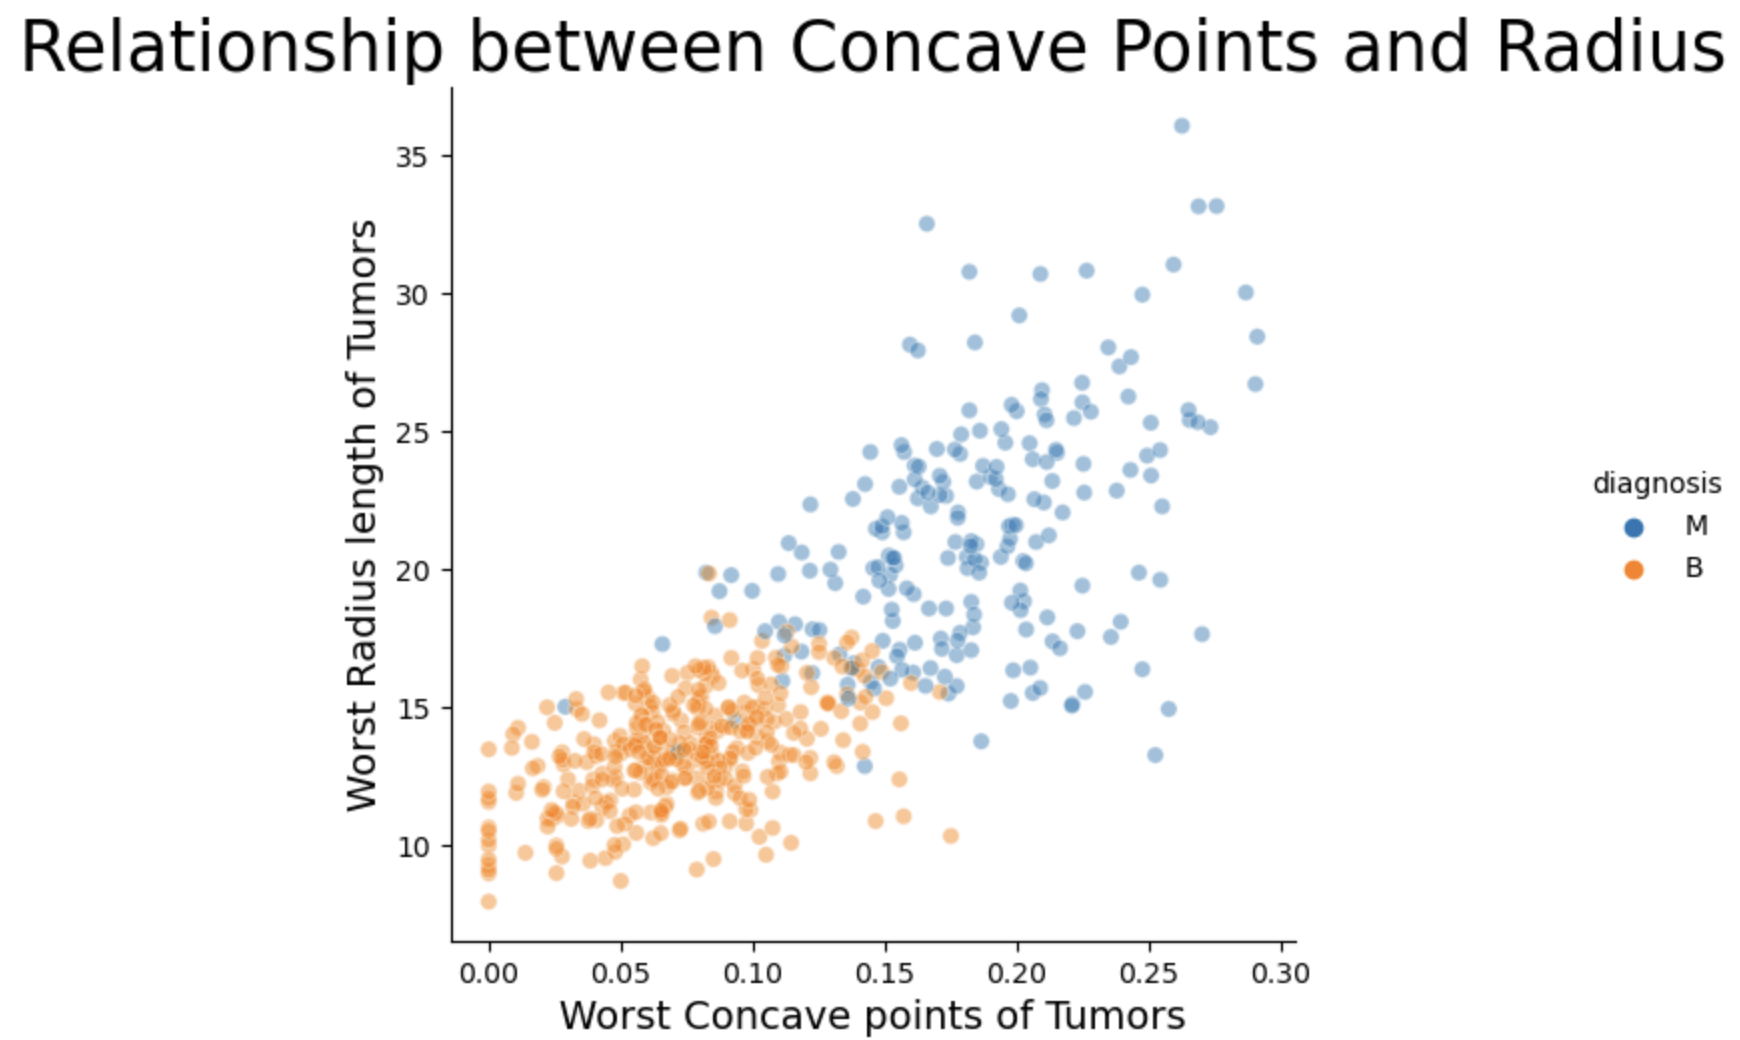 Relationship between Concave Points and Radius
Worst Radius length of Tumors
35
30
25
20
15
10
0.00 0.05 0.10 0.15 0.20 0.25 0.30
Worst Concave points of Tumors
diagnosis
M
B